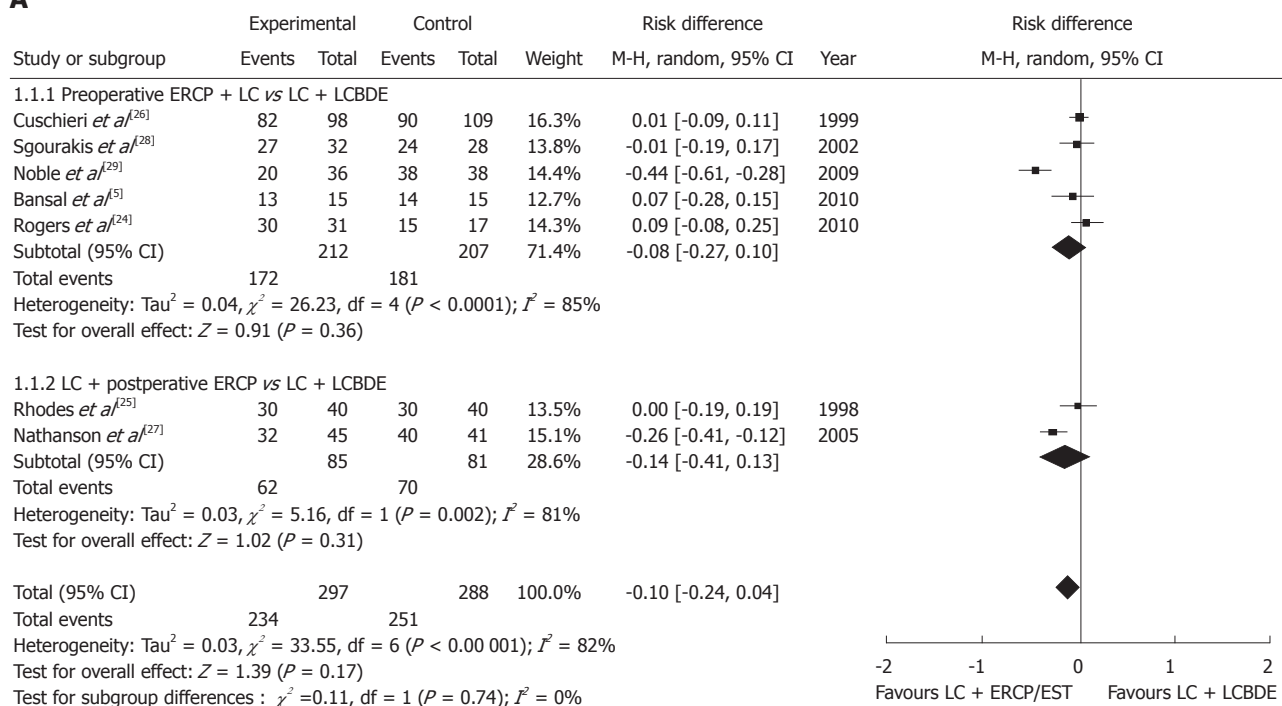 A
Experimental Control Risk difference Risk difference
Study or subgroup Events Total Events Total Weight M-H, random, 95% CI Year M-H, random, 95% CI
1.1.1 Preoperative ERCP + LC vs LC + LCBDE
Cuschieri et al[26] 82 98 90 109 16.3% 0.01 [-0.09, 0.11] 1999
Sgourakis et al[28] 27 32 24 28 13.8% -0.01 [-0.19, 0.17] 2002
Noble et al[29] 20 36 38 38 14.4% -0.44 [-0.61, -0.28] 2009
Bansal et al[5] 13 15 14 15 12.7% 0.07 [-0.28, 0.15] 2010
Rogers et al[24] 30 31 15 17 14.3% 0.09 [-0.08, 0.25] 2010
Subtotal (95% CI) 212 207 71.4% -0.08 [-0.27, 0.10]
Total events 172 181
Heterogeneity: Tau² = 0.04, χ² = 26.23, df = 4 (P < 0.0001); I² = 85%
Test for overall effect: Z = 0.91 (P = 0.36)
1.1.2 LC + postperative ERCP vs LC + LCBDE
Rhodes et al[25] 30 40 30 40 13.5% 0.00 [-0.19, 0.19] 1998
Nathanson et al[27] 32 45 40 41 15.1% -0.26 [-0.41, -0.12] 2005
Subtotal (95% CI) 85 81 28.6% -0.14 [-0.41, 0.13]
Total events 62 70
Heterogeneity: Tau² = 0.03, χ² = 5.16, df = 1 (P = 0.002); I² = 81%
Test for overall effect: Z = 1.02 (P = 0.31)
Total (95% CI) 297 288 100.0% -0.10 [-0.24, 0.04]
Total events 234 251
Heterogeneity: Tau² = 0.03, χ² = 33.55, df = 6 (P < 0.00 001); I² = 82%
Test for overall effect: Z = 1.39 (P = 0.17)
Test for subgroup differences : χ² =0.11, df = 1 (P = 0.74); I² = 0%
-2 -1 0 1 2
Favours LC + ERCP/EST Favours LC + LCBDE